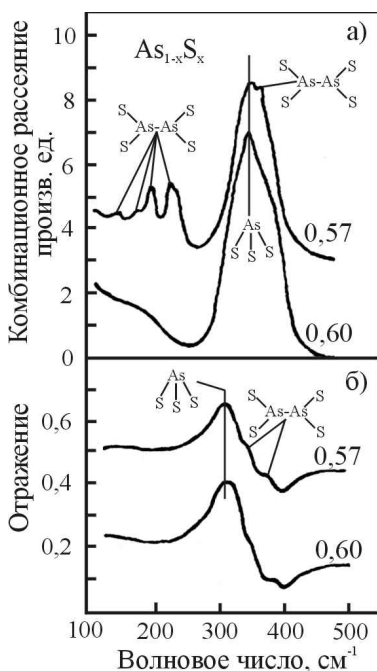 10
As₁₋ₓSₓ
а)
8
6
4
2
0
Комбинационное рассеяние
произв. ед.
S S
As-As
S S
S S
As-As
S S
As
S S S
0,57
0,60
б)
0,6
0,4
0,2
Отражение
As
S S S
S S
As-As
S S
0,57
0,60
100 200 300 400 500
Волновое число, см⁻¹